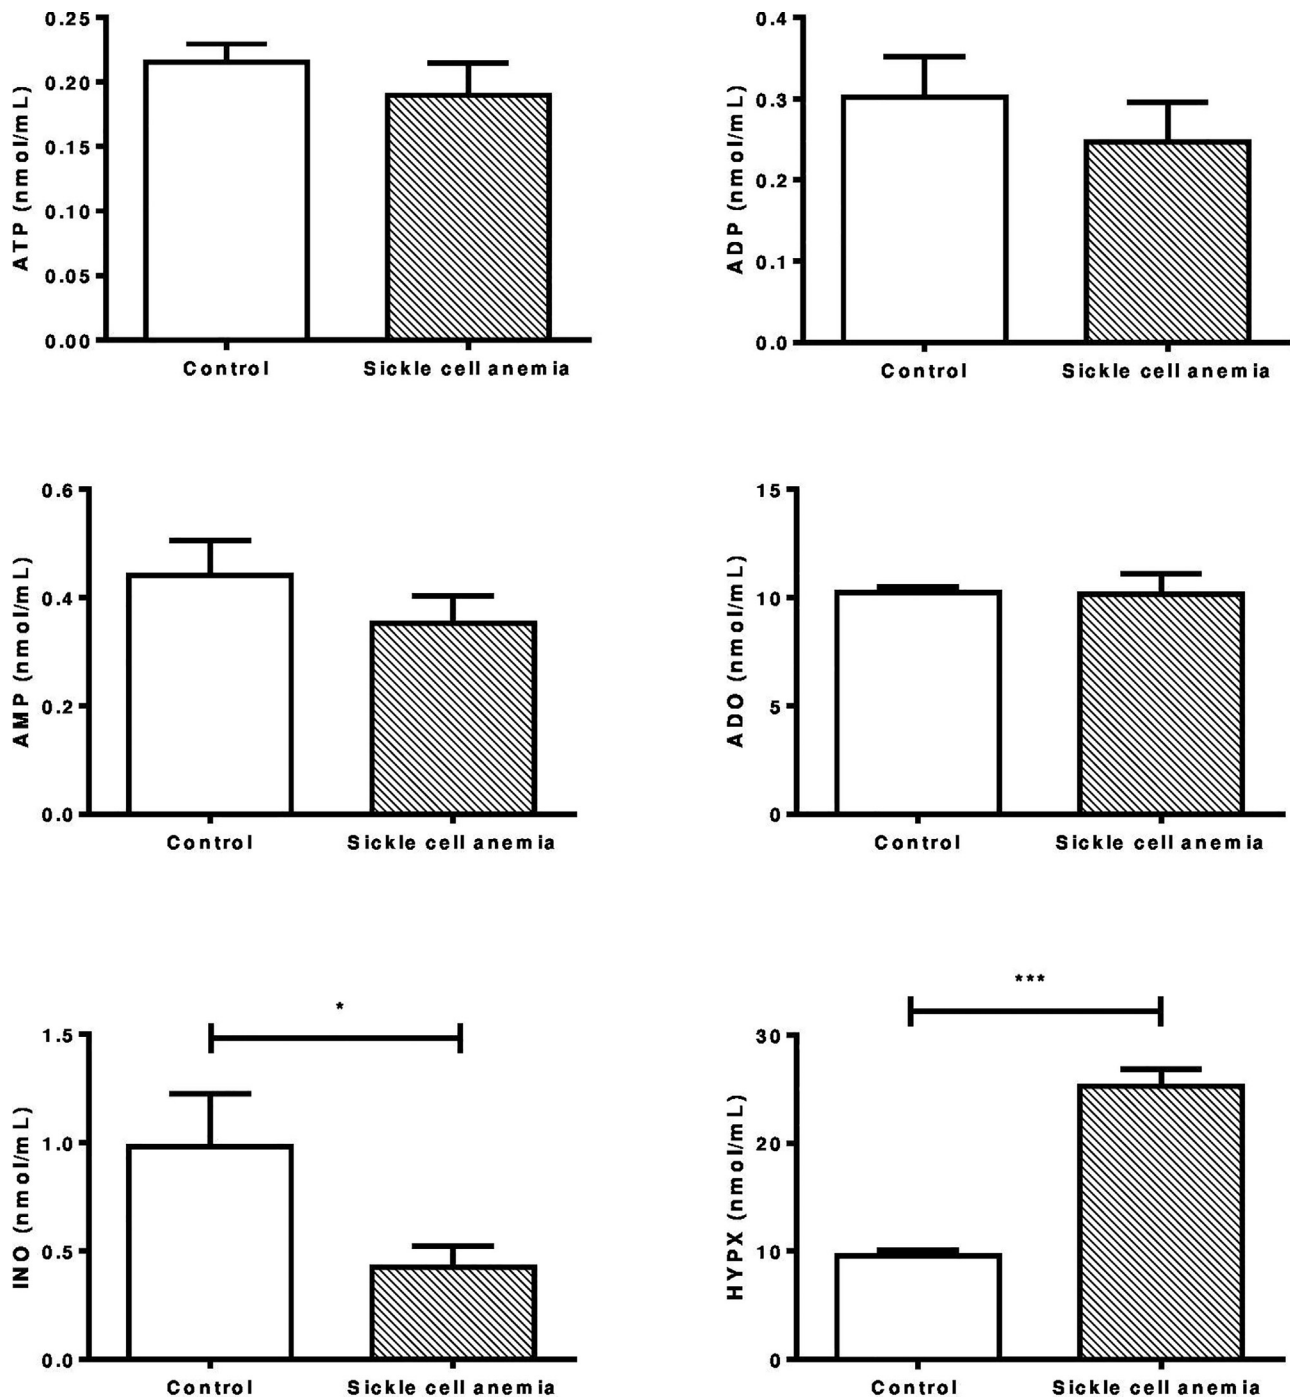 ATP (nmol/mL)
0.25
0.20
0.15
0.10
0.05
0.00
Control
Sickle cell anemia
ADP (nmol/mL)
0.4
0.3
0.2
0.1
0.0
Control
Sickle cell anemia
AMP (nmol/mL)
0.6
0.4
0.2
0.0
Control
Sickle cell anemia
ADO (nmol/mL)
15
10
5
0
Control
Sickle cell anemia
INO (nmol/mL)
*
1.5
1.0
0.5
0.0
Control
Sickle cell anemia
HYPX (nmol/mL)
***
30
20
10
0
Control
Sickle cell anemia